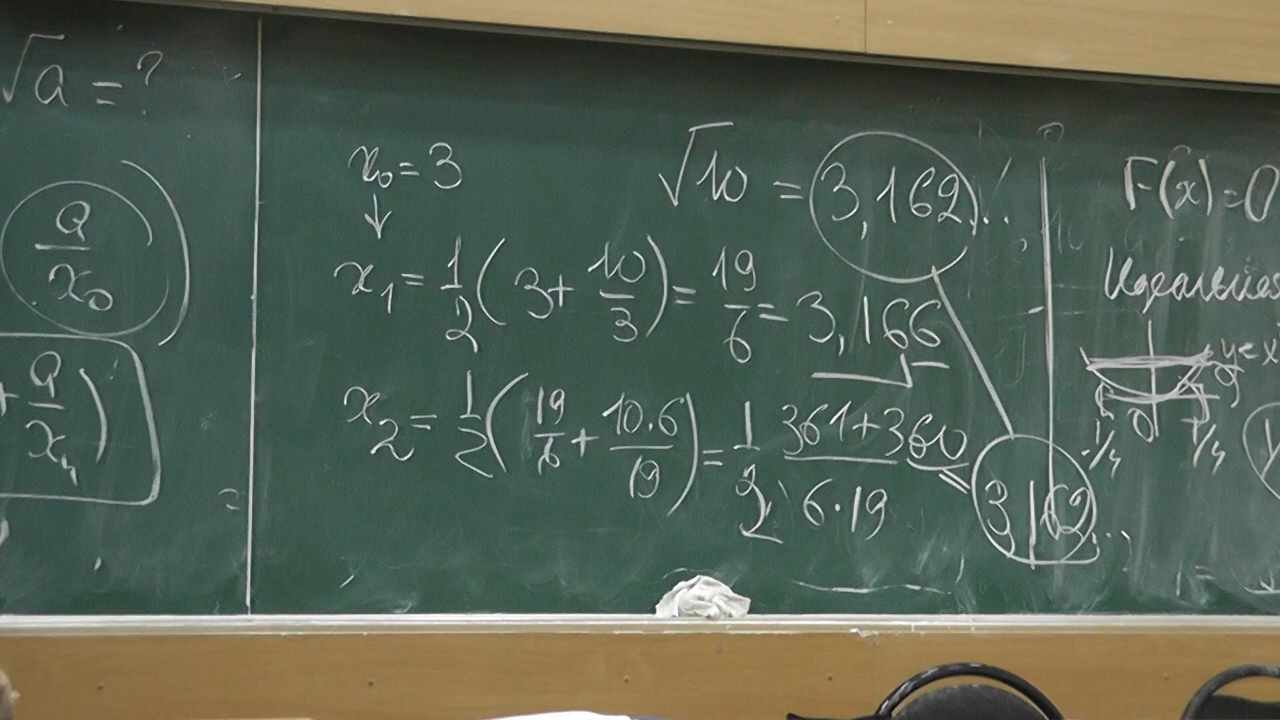 √a = ?
a
x₀
+ a/x₁)
x₀ = 3
↓
x₁ = 1/2 (3 + 10/3) = 19/6 = 3,166
x₂ = 1/2 (19/6 + 10·6/19) = 1/2 361+360/6·19 = 3,162...
√10 = 3,162...
F(x)=0
y=x
0